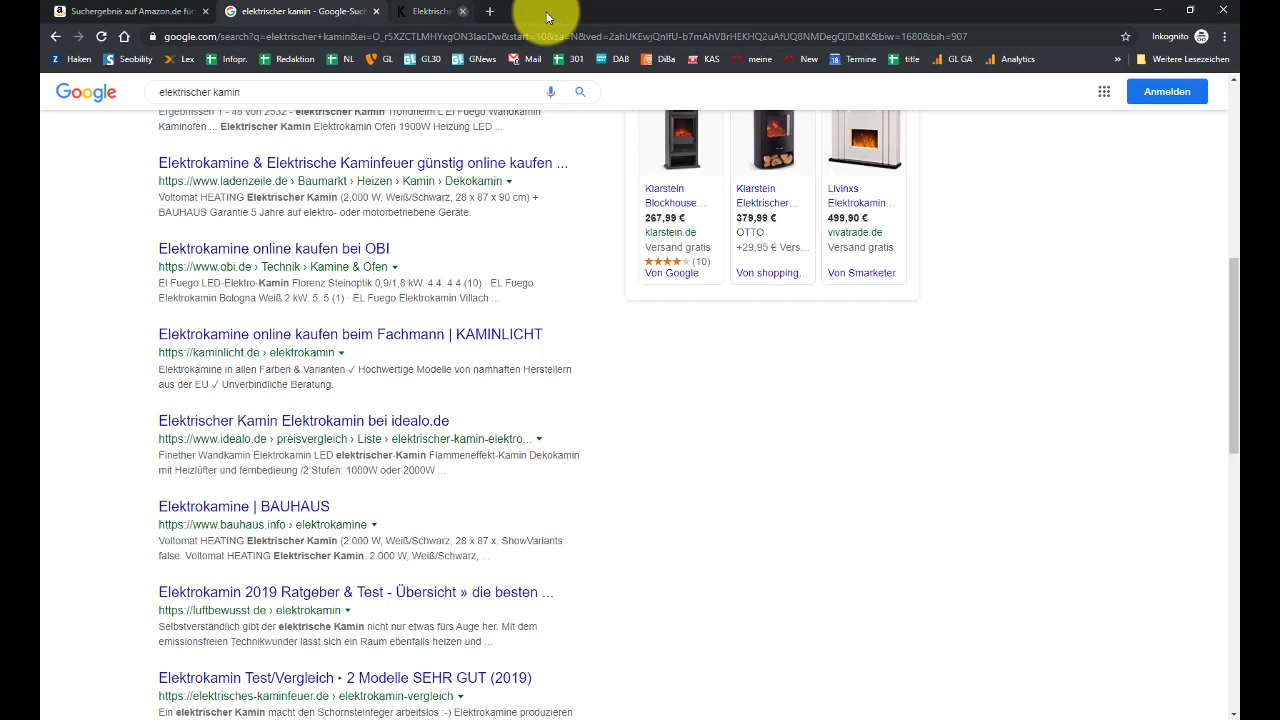 Suchergebnis auf Amazon.de für
elektrischer kamin - Google-Suc
Elektrische
google.com/search?q=elektrischer+kamin&ei=O_r5XZCTLMHYxgON3IaoDw&start=10&sa=N&ved=2ahUKEwjQnIfU-b7mAhVBrHEKHQ2uAfUQ8NMDegQIDxBk&biw=1680&bih=907
Inkognito
Haken
Seobility
Lex
Infopr.
Redaktion
NL
GL
GL30
GNews
Mail
301
DAB
DiBa
KAS
meine
New
Termine
title
GL GA
Analytics
»
Weitere Lesezeichen
Google
elektrischer kamin
Anmelden
Ergebnissen 1 - 48 von 2532 - elektrischer Kamin Trondheim L El Fuego Wandkamin
Kaminofen ... Elektrischer Kamin Elektrokamin Ofen 1900W Heizung LED ...
Elektrokamine & Elektrische Kaminfeuer günstig online kaufen ...
https://www.ladenzeile.de › Baumarkt › Heizen › Kamin › Dekokamin
Voltomat HEATING Elektrischer Kamin (2.000 W, Weiß/Schwarz, 28 x 87 x 90 cm) +
BAUHAUS Garantie 5 Jahre auf elektro- oder motorbetriebene Geräte.
Elektrokamine online kaufen bei OBI
https://www.obi.de › Technik › Kamine & Öfen
El Fuego LED-Elektro-Kamin Florenz Steinoptik 0,9/1,8 kW. 4.4. 4.4 (10) · EL Fuego
Elektrokamin Bologna Weiß 2 kW. 5. 5 (1) · EL Fuego Elektrokamin Villach ...
Elektrokamine online kaufen beim Fachmann | KAMINLICHT
https://kaminlicht.de › elektrokamin
Elektrokamine in allen Farben & Varianten ✓ Hochwertige Modelle von namhaften Herstellern
aus der EU ✓ Unverbindliche Beratung.
Elektrischer Kamin Elektrokamin bei idealo.de
https://www.idealo.de › preisvergleich › Liste › elektrischer-kamin-elektro...
Finether Wandkamin Elektrokamin LED elektrischer-Kamin Flammeneffekt-Kamin Dekokamin
mit Heizlüfter und fernbedieung /2 Stufen: 1000W oder 2000W ...
Elektrokamine | BAUHAUS
https://www.bauhaus.info › elektrokamine
Voltomat HEATING Elektrischer Kamin (2.000 W, Weiß/Schwarz, 28 x 87 x. ShowVariants:
false. Voltomat HEATING Elektrischer Kamin. 2.000 W, Weiß/Schwarz, ...
Elektrokamin 2019 Ratgeber & Test - Übersicht » die besten ...
https://luftbewusst.de › elektrokamin
Selbstverständlich gibt der elektrische Kamin nicht nur etwas fürs Auge her. Mit dem
emissionsfreien Technikwunder lässt sich ein Raum ebenfalls heizen und ...
Elektrokamin Test/Vergleich ‣ 2 Modelle SEHR GUT (2019)
https://elektrisches-kaminfeuer.de › elektrokamin-vergleich
Ein elektrischer Kamin macht den Schornsteinfeger arbeitslos :-) Elektrokamine produzieren
Klarstein
Blockhouse...
267,99 €
klarstein.de
Versand gratis
(10)
Von Google
Klarstein
Elektrischer...
379,99 €
OTTO
+29,95 € Vers...
Von shopping...
Livinxs
Elektrokamin...
499,90 €
vivatrade.de
Versand gratis
Von Smarketer